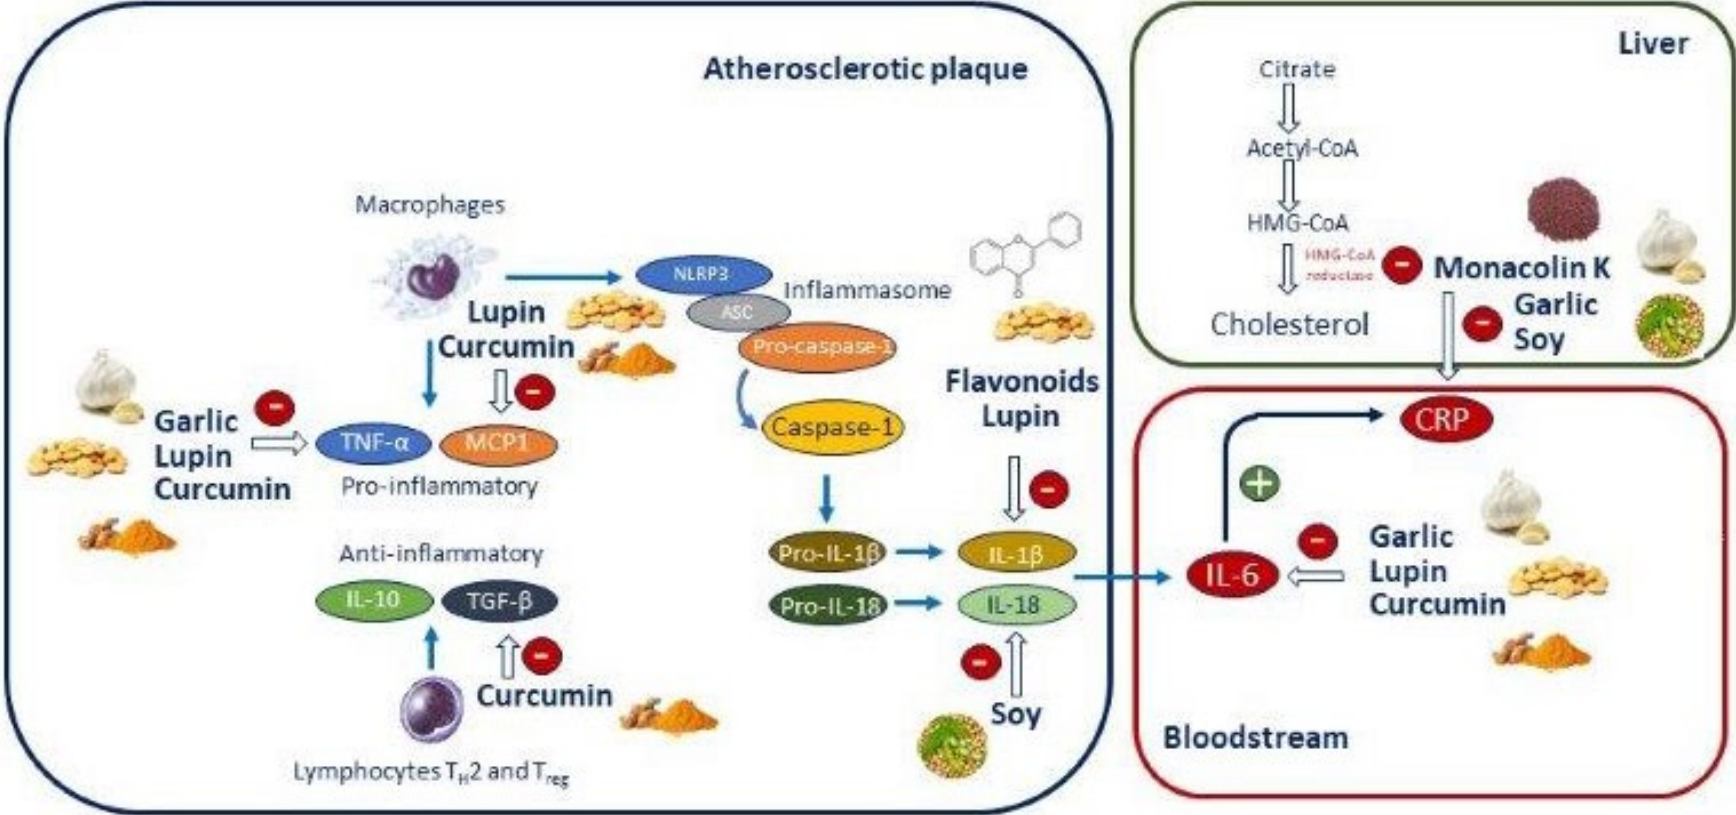 Atherosclerotic plaque
Macrophages
NLRP3
ASC
Inflammasome
Pro-caspase-1
Lupin
Curcumin
-
Garlic
Lupin
Curcumin
-
TNF-α
MCP1
Pro-inflammatory
Caspase-1
Flavonoids
Lupin
-
Anti-inflammatory
IL-10
TGF-β
-
Curcumin
Lymphocytes TH2 and Treg
Pro-IL-1β
IL-1β
Pro-IL-18
IL-18
-
Soy
Liver
Citrate
Acetyl-CoA
HMG-CoA
HMG-CoA
reductase
-
Monacolin K
Garlic
Soy
-
Cholesterol
CRP
+
IL-6
-
Garlic
Lupin
Curcumin
Bloodstream